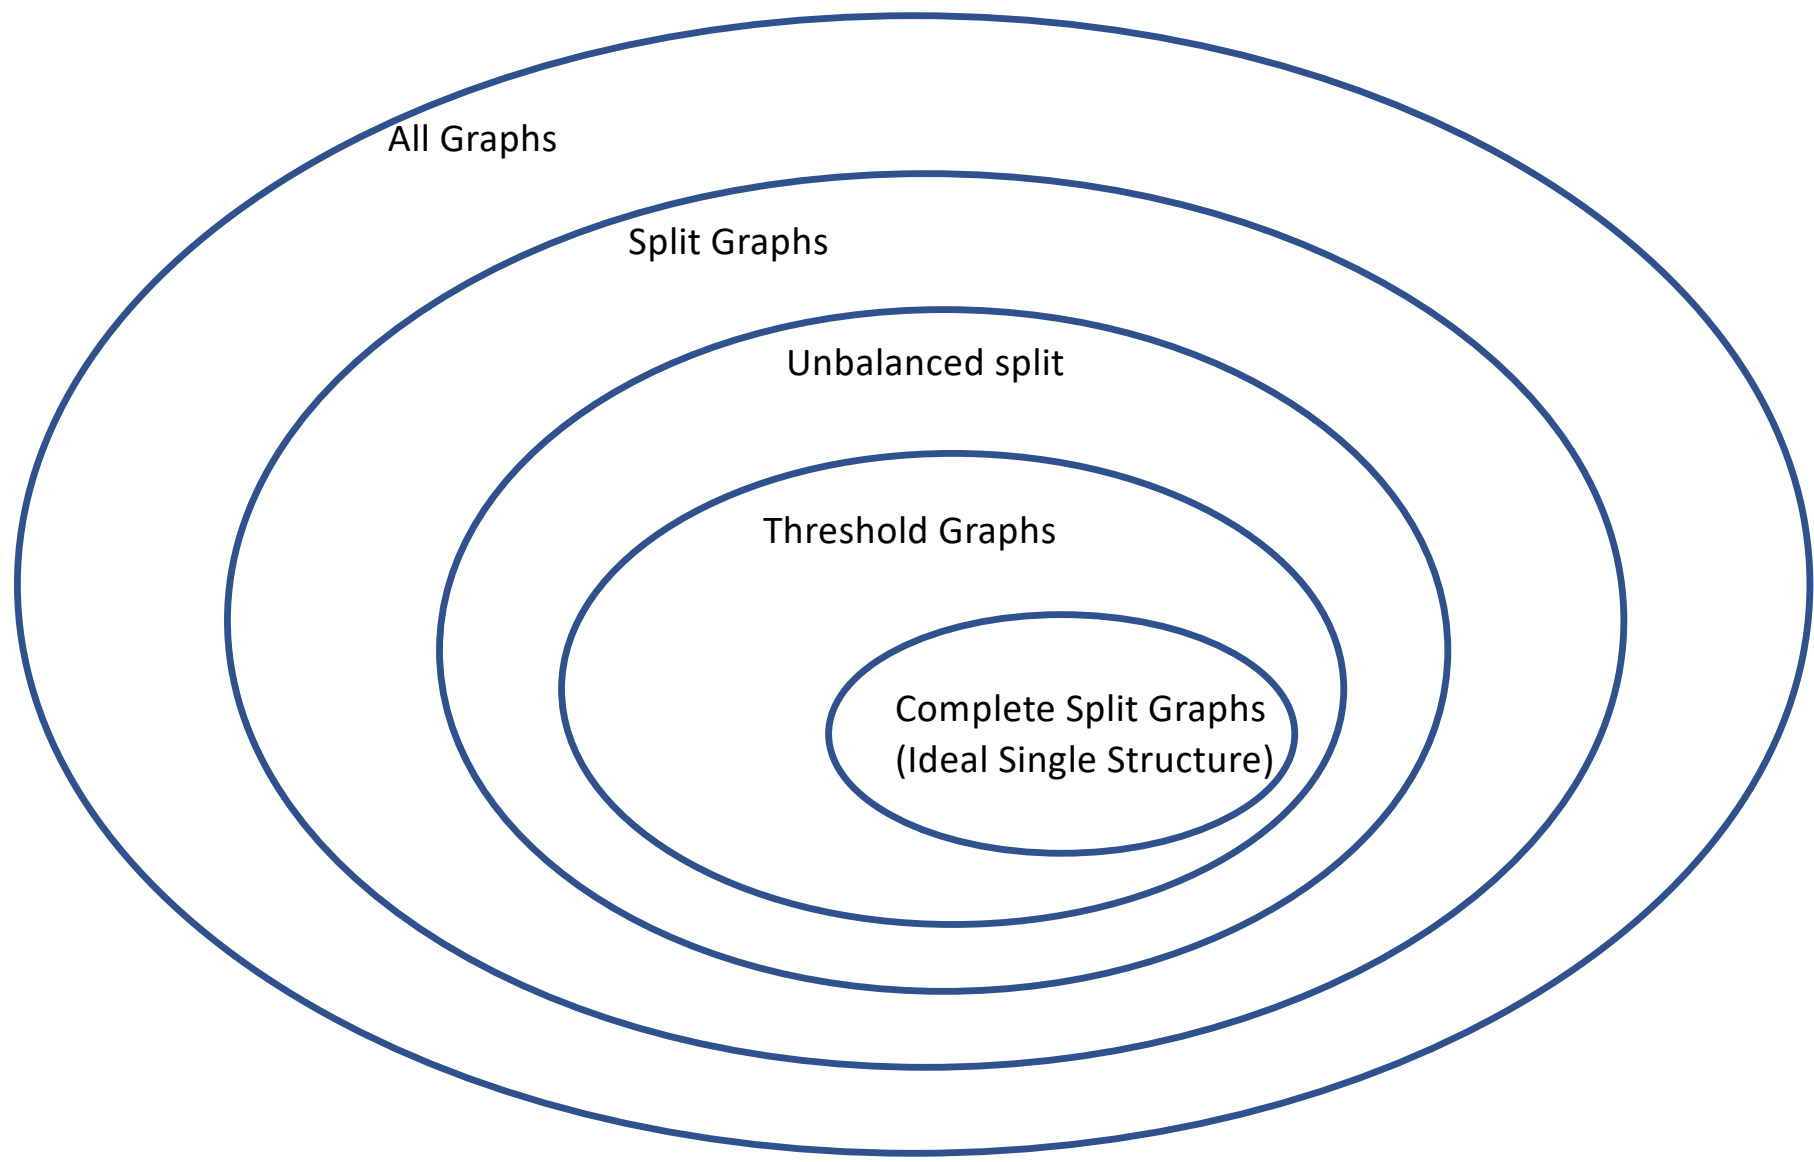 All Graphs
Split Graphs
Unbalanced split
Threshold Graphs
Complete Split Graphs
(Ideal Single Structure)